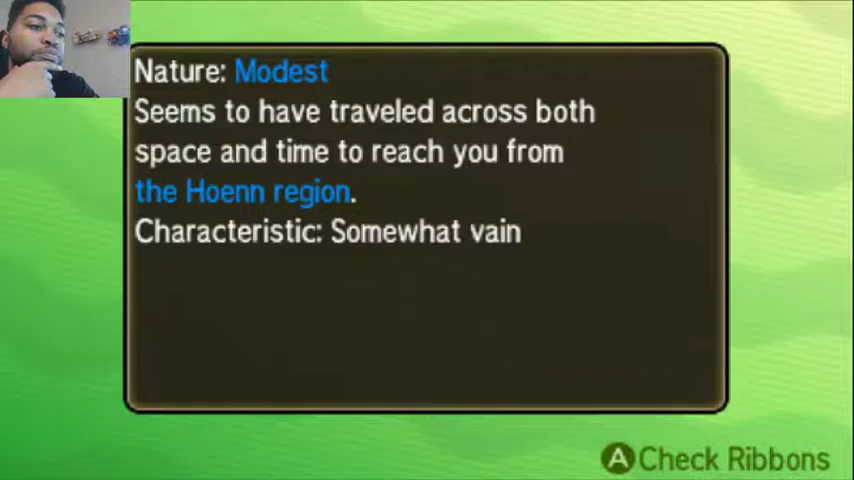 Nature: Modest
Seems to have traveled across both
space and time to reach you from
the Hoenn region.
Characteristic: Somewhat vain
A Check Ribbons